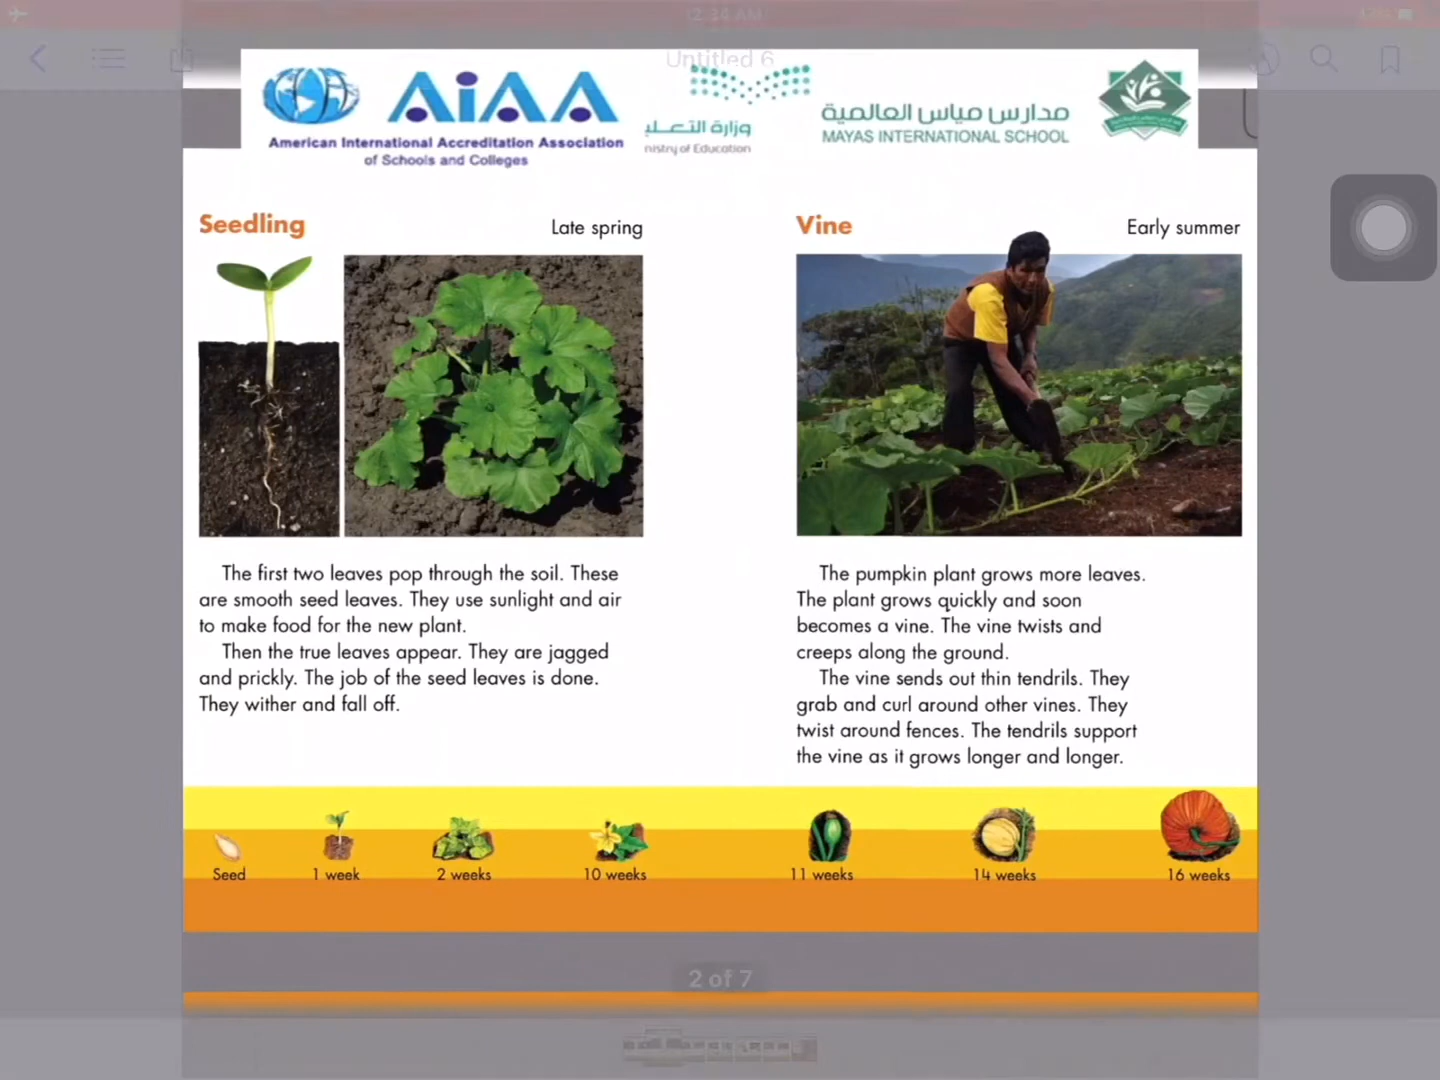 Untitled 6
AiAA
American International Accreditation Association
of Schools and Colleges
وزارة التعليـ
nistry of Education
مدارس مياس العالمية
MAYAS INTERNATIONAL SCHOOL
Seedling
Late spring
The first two leaves pop through the soil. These
are smooth seed leaves. They use sunlight and air
to make food for the new plant.
Then the true leaves appear. They are jagged
and prickly. The job of the seed leaves is done.
They wither and fall off.
Vine
Early summer
The pumpkin plant grows more leaves.
The plant grows quickly and soon
becomes a vine. The vine twists and
creeps along the ground.
The vine sends out thin tendrils. They
grab and curl around other vines. They
twist around fences. The tendrils support
the vine as it grows longer and longer.
Seed
1 week
2 weeks
10 weeks
11 weeks
14 weeks
16 weeks
2 of 7